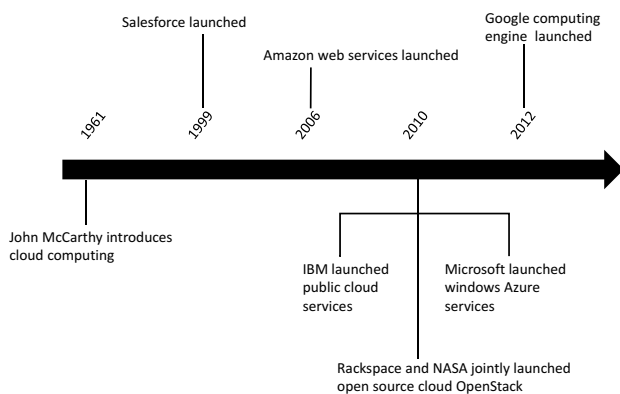 Salesforce launched
Amazon web services launched
Google computing
engine launched
1961
1999
2006
2010
2012
John McCarthy introduces
cloud computing
IBM launched
public cloud
services
Microsoft launched
windows Azure
services
Rackspace and NASA jointly launched
open source cloud OpenStack